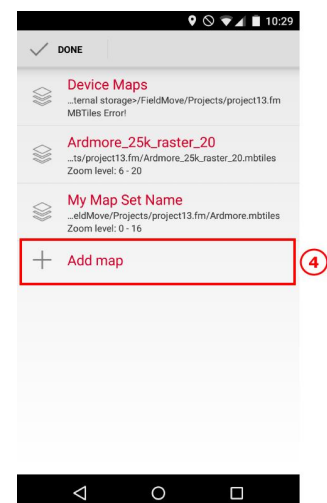 10:29
DONE
Device Maps
...ternal storage>/FieldMove/Projects/project13.fm
MBTiles Error!
Ardmore_25k_raster_20
...ts/project13.fm/Ardmore_25k_raster_20.mbtiles
Zoom level: 6 - 20
My Map Set Name
...eldMove/Projects/project13.fm/Ardmore.mbtiles
Zoom level: 0 - 16
Add map
4